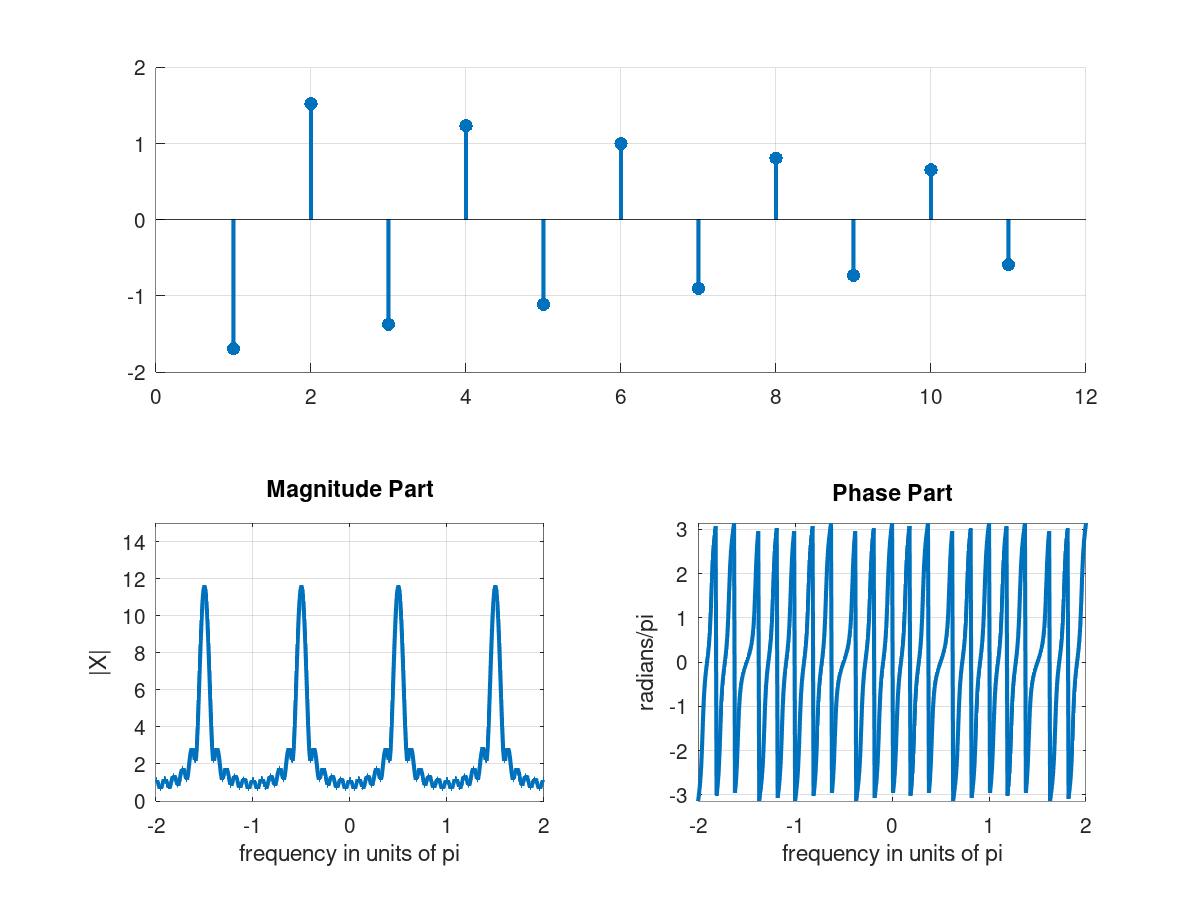 2
1
0
-1
-2
0 2 4 6 8 10 12
Magnitude Part
14
12
10
8
6
4
2
0
|X|
-2 -1 0 1 2
frequency in units of pi
Phase Part
3
2
1
0
-1
-2
-3
radians/pi
-2 -1 0 1 2
frequency in units of pi